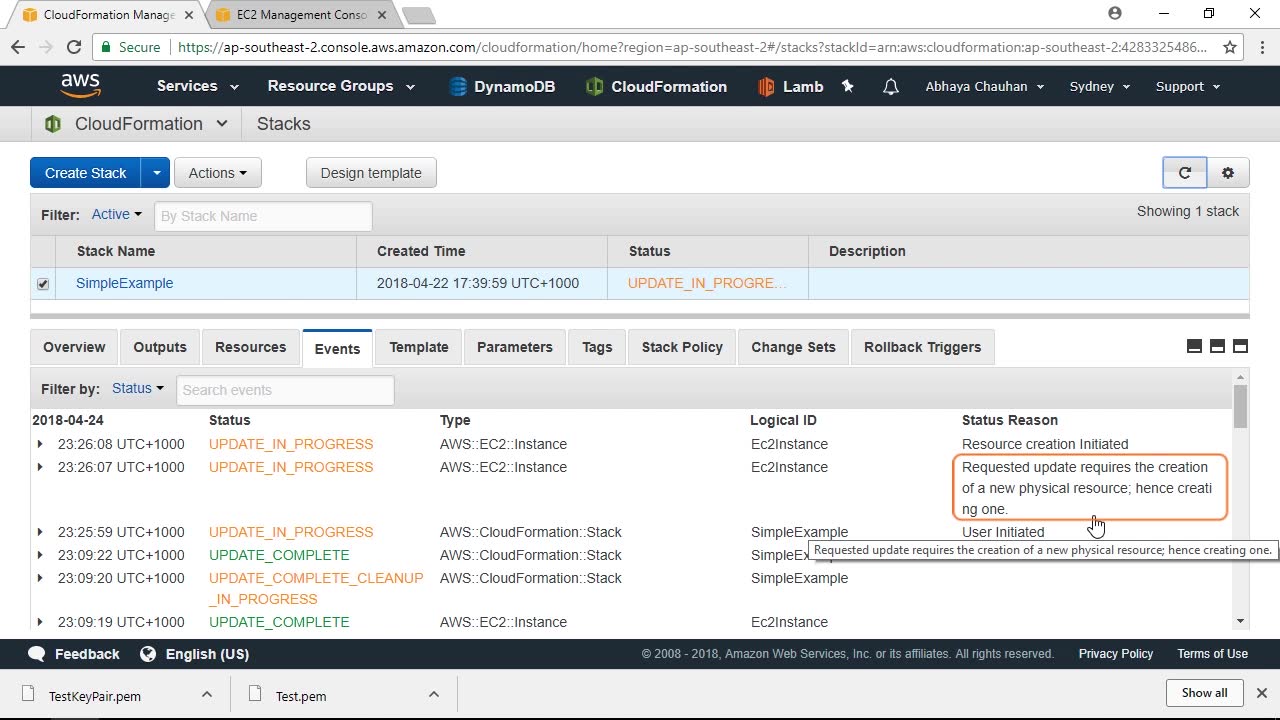 CloudFormation Manage
EC2 Management Conso
Secure https://ap-southeast-2.console.aws.amazon.com/cloudformation/home?region=ap-southeast-2#/stacks?stackId=arn:aws:cloudformation:ap-southeast-2:4283325486...
aws Services Resource Groups DynamoDB CloudFormation Lamb Abhaya Chauhan Sydney Support
CloudFormation Stacks
Create Stack Actions Design template
Filter: Active By Stack Name Showing 1 stack
Stack Name Created Time Status Description
SimpleExample 2018-04-22 17:39:59 UTC+1000 UPDATE_IN_PROGRE...
Overview Outputs Resources Events Template Parameters Tags Stack Policy Change Sets Rollback Triggers
Filter by: Status Search events
2018-04-24 Status Type Logical ID Status Reason
23:26:08 UTC+1000 UPDATE_IN_PROGRESS AWS::EC2::Instance Ec2Instance Resource creation Initiated
23:26:07 UTC+1000 UPDATE_IN_PROGRESS AWS::EC2::Instance Ec2Instance Requested update requires the creation
of a new physical resource; hence creati
ng one.
23:25:59 UTC+1000 UPDATE_IN_PROGRESS AWS::CloudFormation::Stack SimpleExample User Initiated
Requested update requires the creation of a new physical resource; hence creating one.
23:09:22 UTC+1000 UPDATE_COMPLETE AWS::CloudFormation::Stack SimpleEx
23:09:20 UTC+1000 UPDATE_COMPLETE_CLEANUP AWS::CloudFormation::Stack SimpleExample
_IN_PROGRESS
23:09:19 UTC+1000 UPDATE_COMPLETE AWS::EC2::Instance Ec2Instance
Feedback English (US) © 2008 - 2018, Amazon Web Services, Inc. or its affiliates. All rights reserved. Privacy Policy Terms of Use
TestKeyPair.pem Test.pem Show all